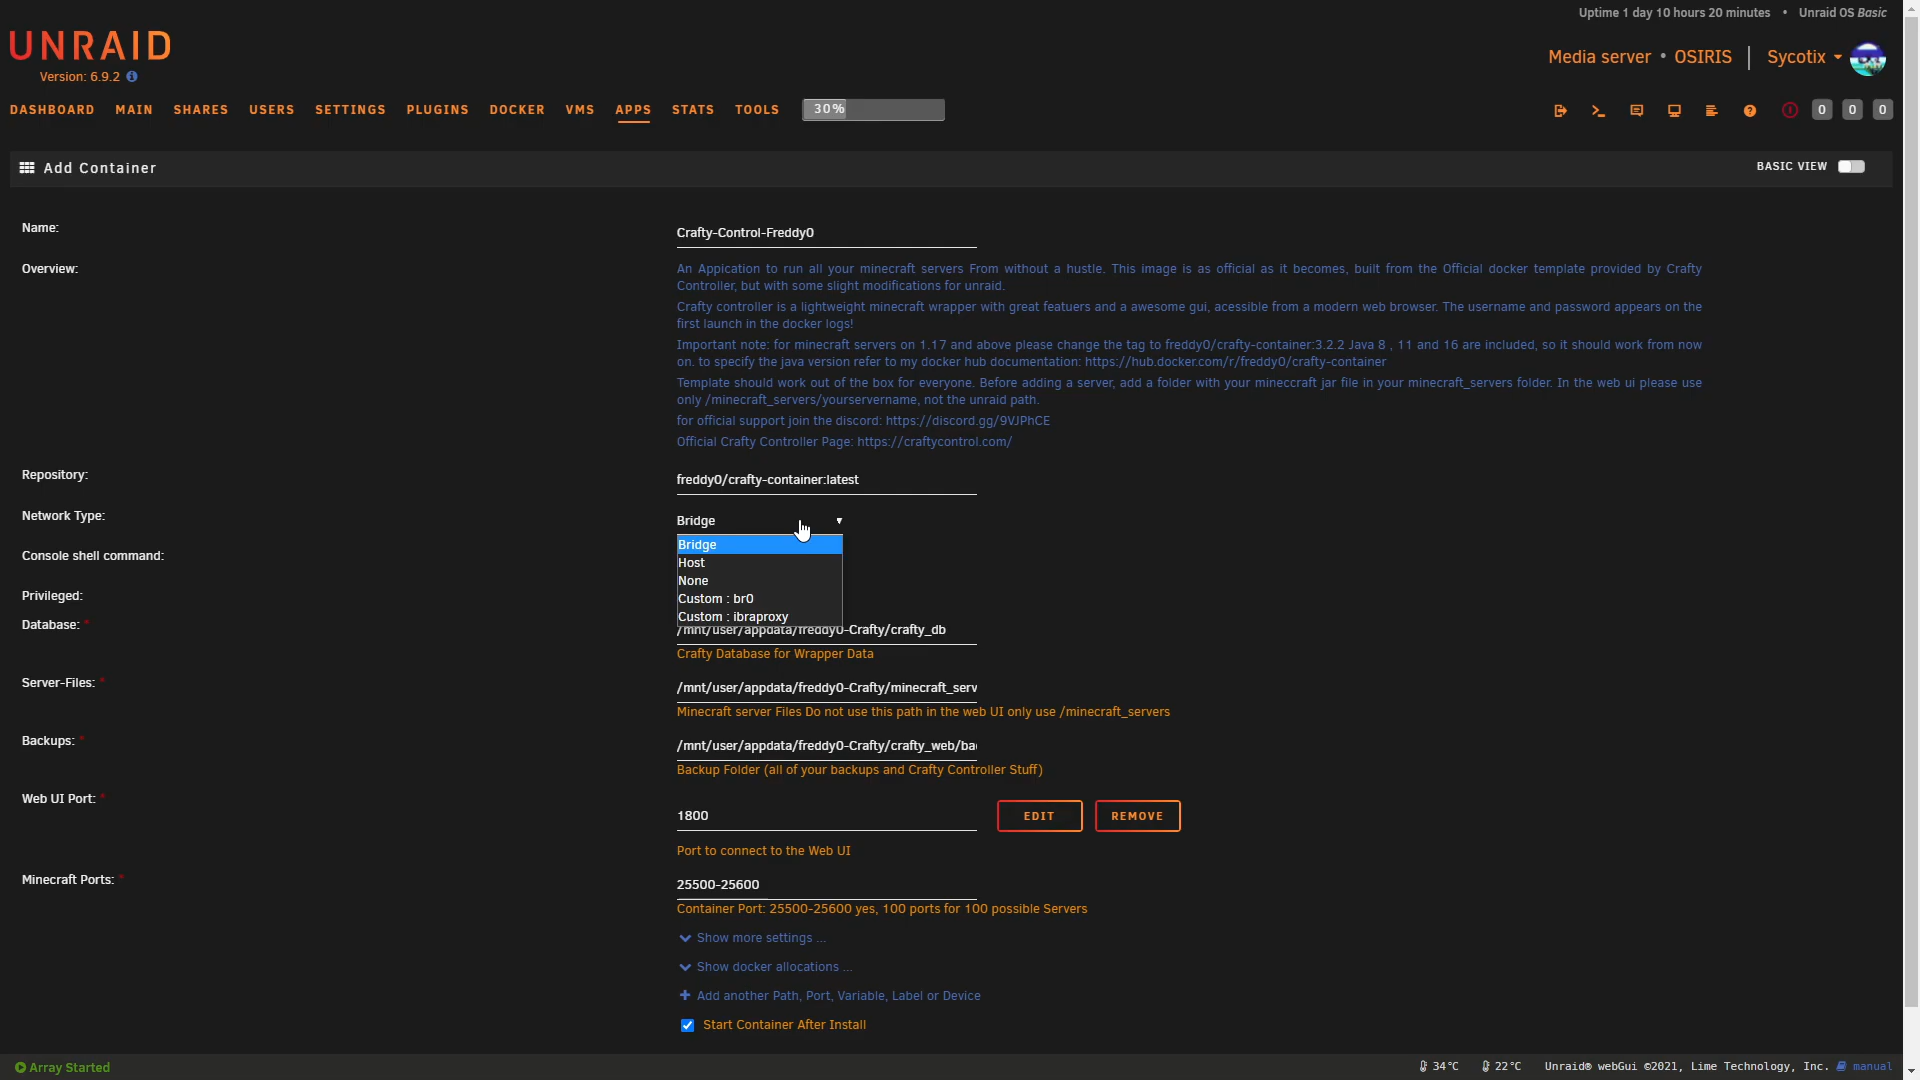 Uptime 1 day 10 hours 20 minutes • Unraid OS Basic
UNRAID
Version: 6.9.2
Media server • OSIRIS | Sycotix
DASHBOARD MAIN SHARES USERS SETTINGS PLUGINS DOCKER VMS APPS STATS TOOLS 30% 0 0 0
Add Container
BASIC VIEW
Name:
Crafty-Control-Freddy0
Overview:
An Appication to run all your minecraft servers From without a hustle. This image is as official as it becomes, built from the Official docker template provided by Crafty
Controller, but with some slight modifications for unraid.
Crafty controller is a lightweight minecraft wrapper with great featuers and a awesome gui, acessible from a modern web browser. The username and password appears on the
first launch in the docker logs!
Important note: for minecraft servers on 1.17 and above please change the tag to freddy0/crafty-container:3.2.2 Java 8 , 11 and 16 are included, so it should work from now
on. to specify the java version refer to my docker hub documentation: https://hub.docker.com/r/freddy0/crafty-container
Template should work out of the box for everyone. Before adding a server, add a folder with your mineccraft jar file in your minecraft_servers folder. In the web ui please use
only /minecraft_servers/yourservername, not the unraid path.
for official support join the discord: https://discord.gg/9VJPhCE
Official Crafty Controller Page: https://craftycontrol.com/
Repository:
freddy0/crafty-container:latest
Network Type:
Bridge
Bridge
Host
None
Custom : br0
Custom : ibraproxy
Console shell command:
Privileged:
Database: *
/mnt/user/appdata/freddy0-Crafty/crafty_db
Crafty Database for Wrapper Data
Server-Files: *
/mnt/user/appdata/freddy0-Crafty/minecraft_serv
Minecraft server Files Do not use this path in the web UI only use /minecraft_servers
Backups: *
/mnt/user/appdata/freddy0-Crafty/crafty_web/ba
Backup Folder (all of your backups and Crafty Controller Stuff)
Web UI Port: *
1800
EDIT REMOVE
Port to connect to the Web UI
Minecraft Ports: *
25500-25600
Container Port: 25500-25600 yes, 100 ports for 100 possible Servers
Show more settings ...
Show docker allocations ...
Add another Path, Port, Variable, Label or Device
Start Container After Install
Array Started
34°C 22°C Unraid® webGui ©2021, Lime Technology, Inc. manual